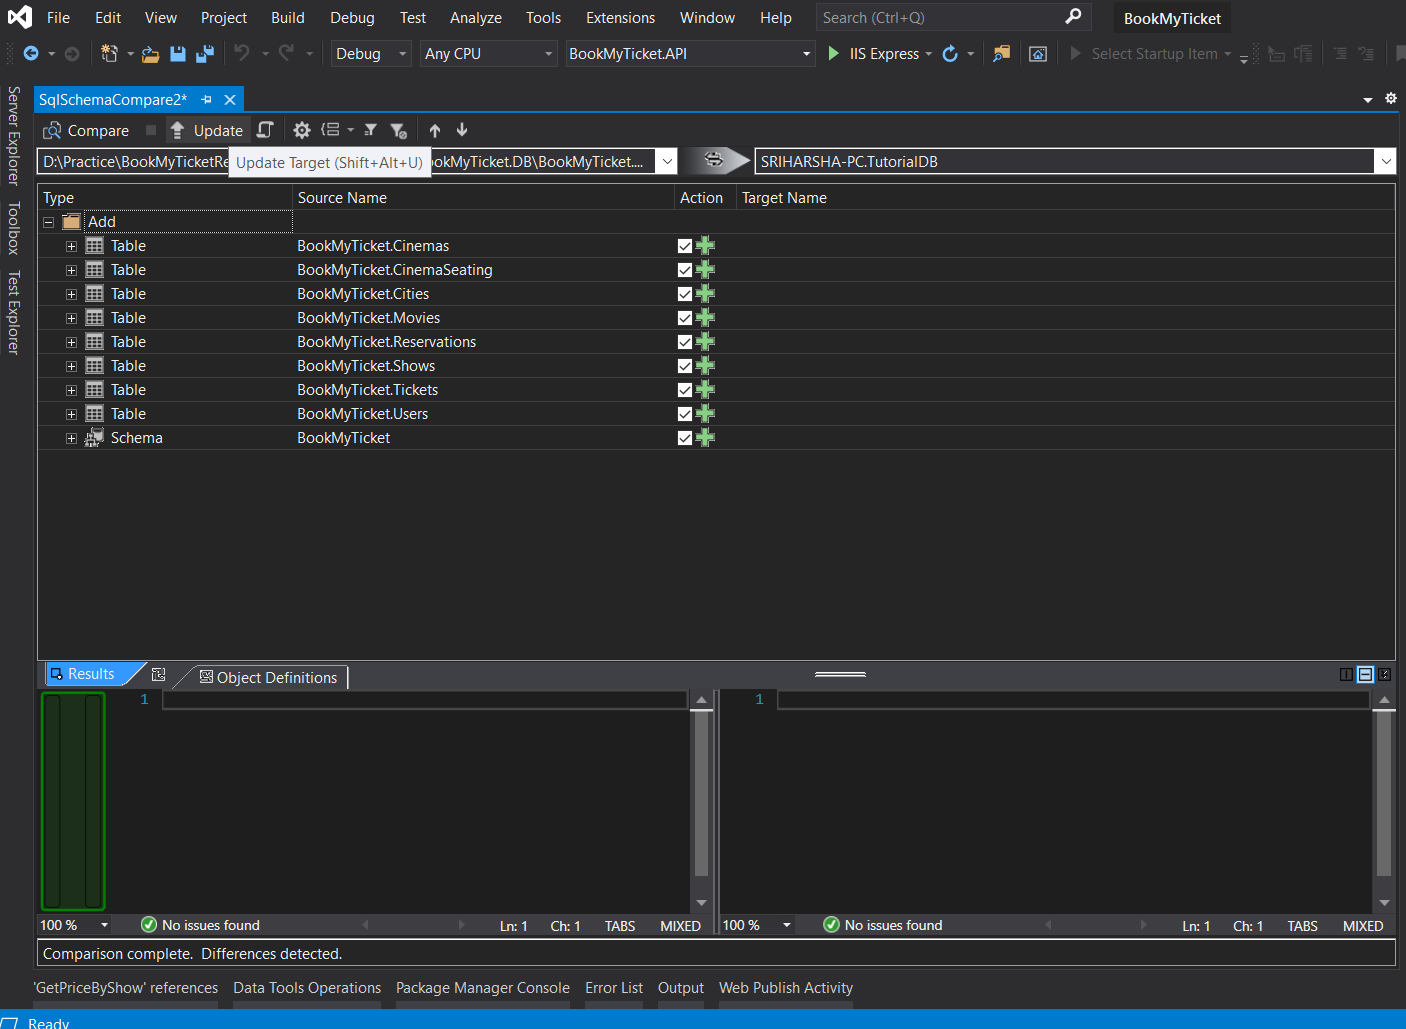 File Edit View Project Build Debug Test Analyze Tools Extensions Window Help Search (Ctrl+Q) BookMyTicket
Debug Any CPU BookMyTicket.API IIS Express Select Startup Item
Server Explorer
Toolbox
Test Explorer
SqlSchemaCompare2*
Compare Update
D:\Practice\BookMyTicketRe Update Target (Shift+Alt+U) okMyTicket.DB\BookMyTicket.... SRIHARSHA-PC.TutorialDB
Type Source Name Action Target Name
Add
Table BookMyTicket.Cinemas
Table BookMyTicket.CinemaSeating
Table BookMyTicket.Cities
Table BookMyTicket.Movies
Table BookMyTicket.Reservations
Table BookMyTicket.Shows
Table BookMyTicket.Tickets
Table BookMyTicket.Users
Schema BookMyTicket
Results Object Definitions
1 1
100 % No issues found Ln: 1 Ch: 1 TABS MIXED 100 % No issues found Ln: 1 Ch: 1 TABS MIXED
Comparison complete. Differences detected.
'GetPriceByShow' references Data Tools Operations Package Manager Console Error List Output Web Publish Activity
Ready